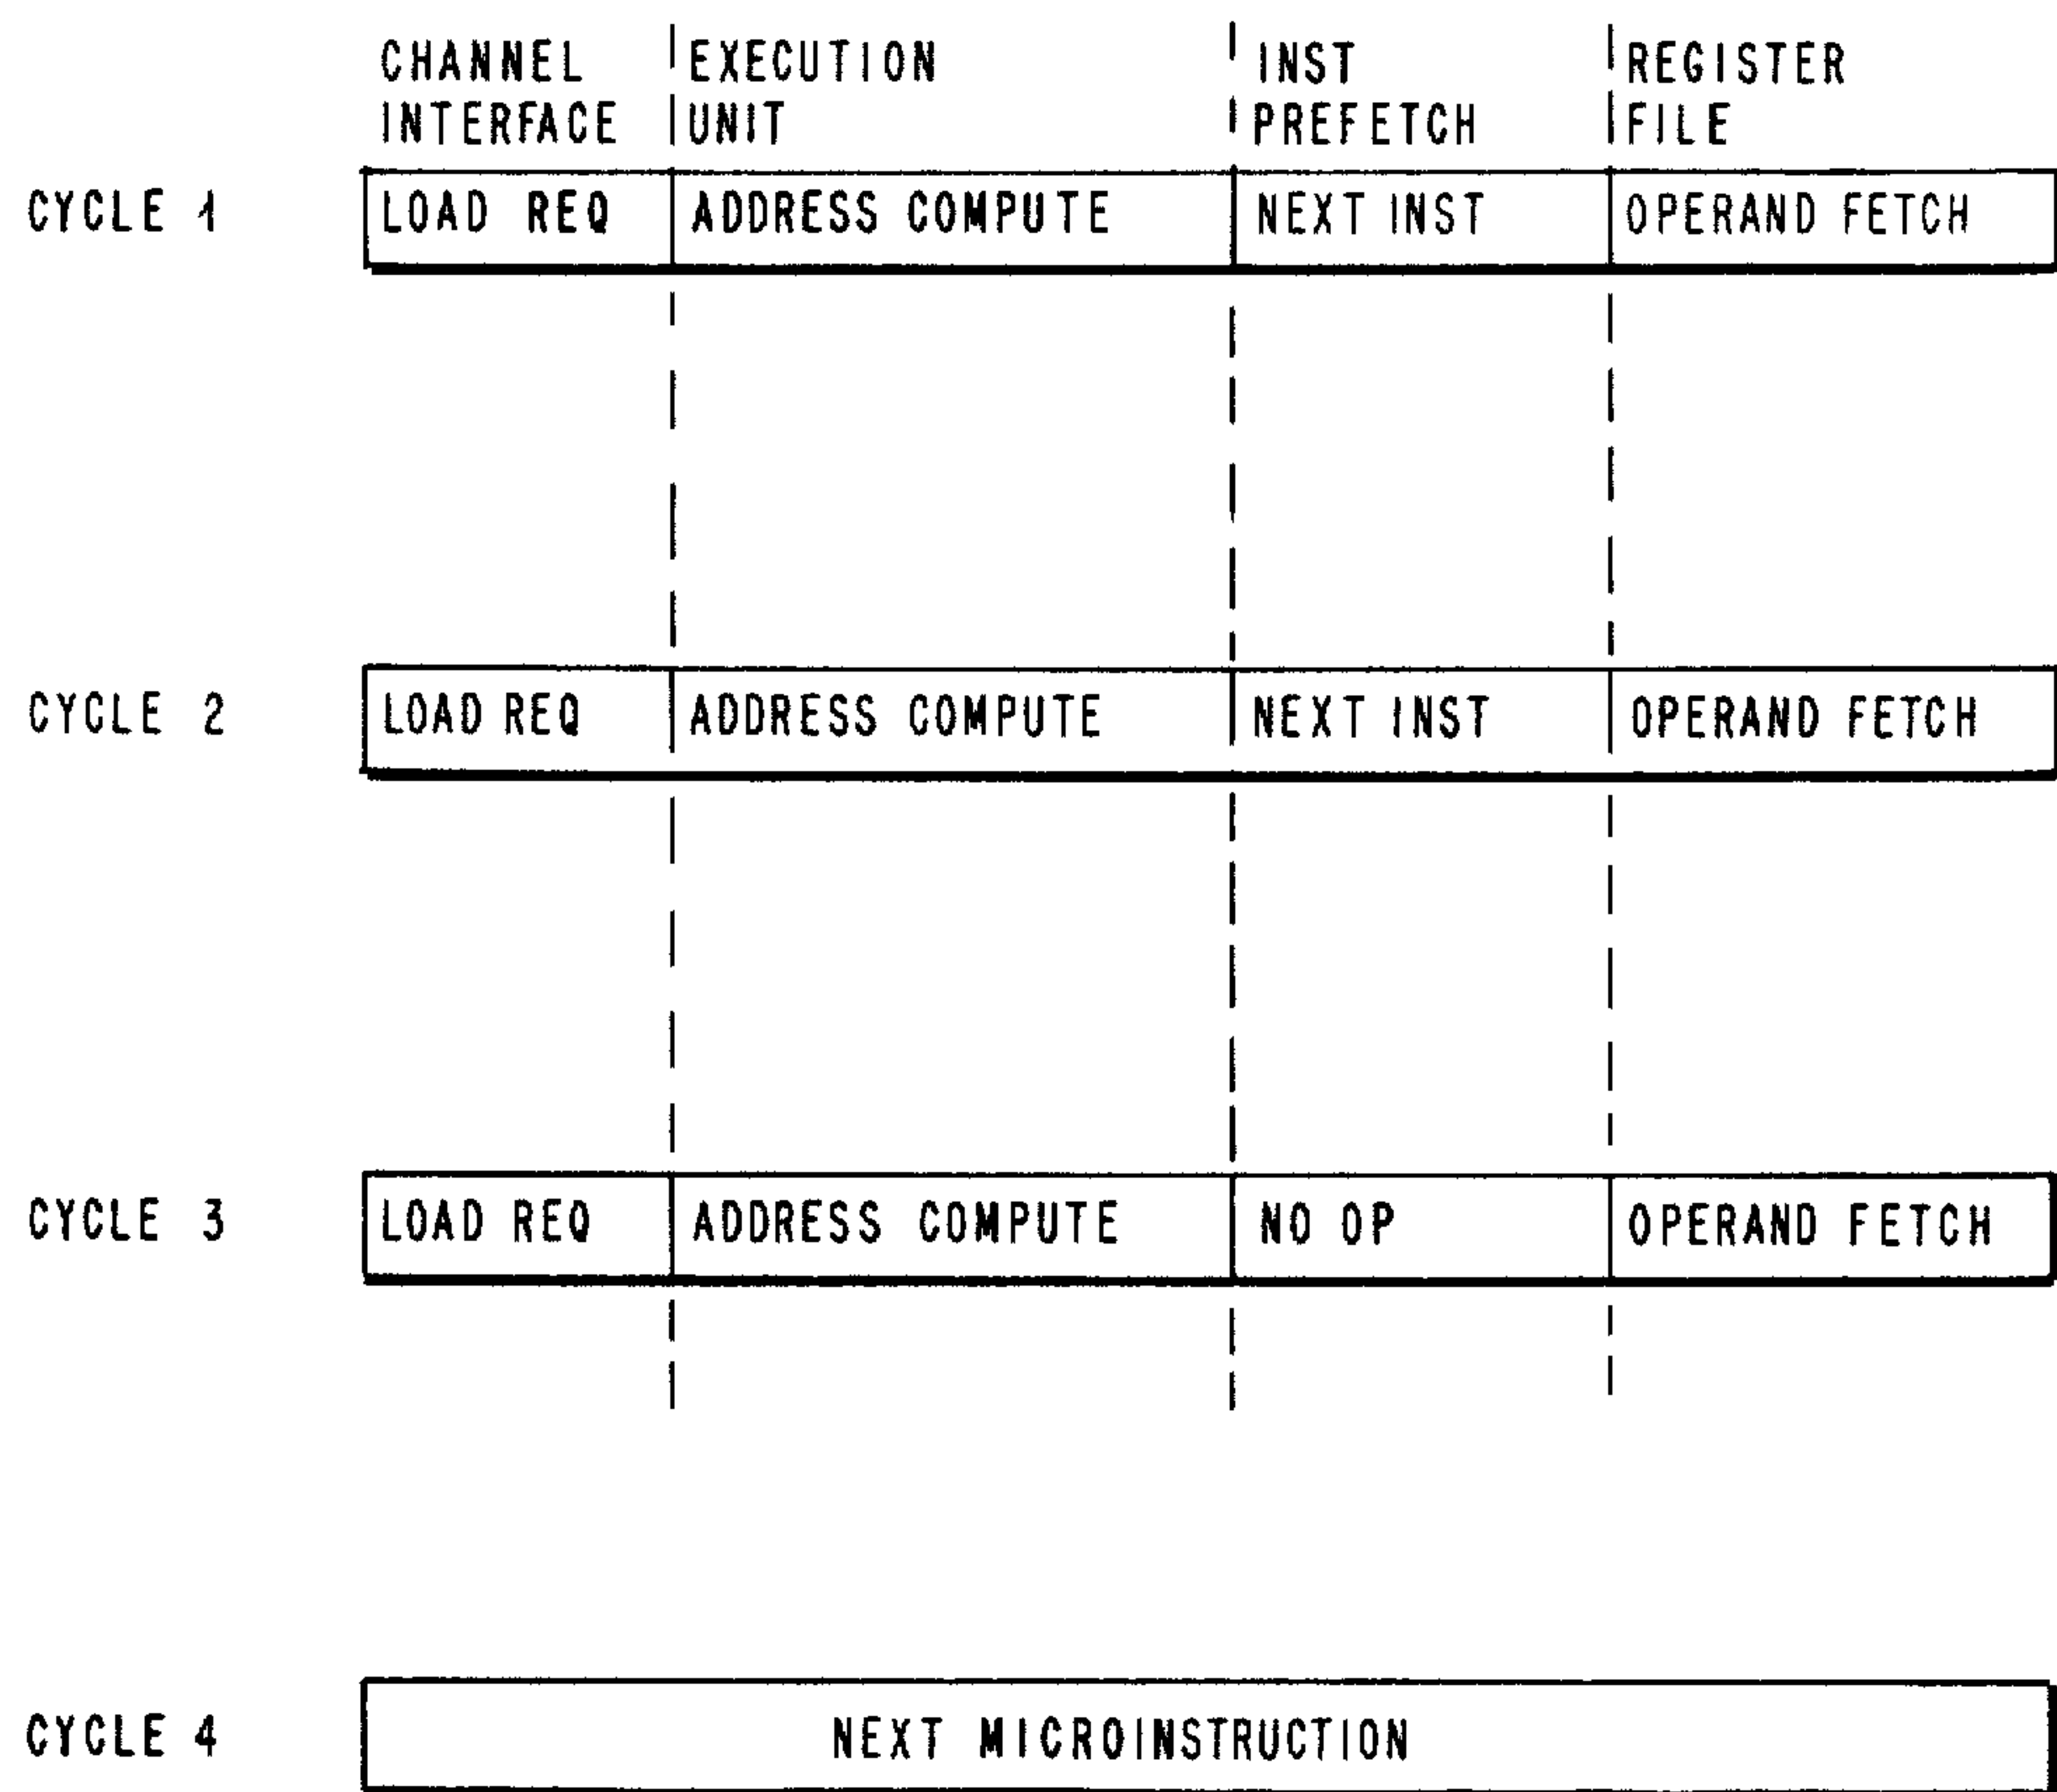 CHANNEL EXECUTION INST REGISTER
INTERFACE UNIT PREFETCH FILE
CYCLE 1 LOAD REQ ADDRESS COMPUTE NEXT INST OPERAND FETCH
CYCLE 2 LOAD REQ ADDRESS COMPUTE NEXT INST OPERAND FETCH
CYCLE 3 LOAD REQ ADDRESS COMPUTE NO OP OPERAND FETCH
CYCLE 4 NEXT MICROINSTRUCTION